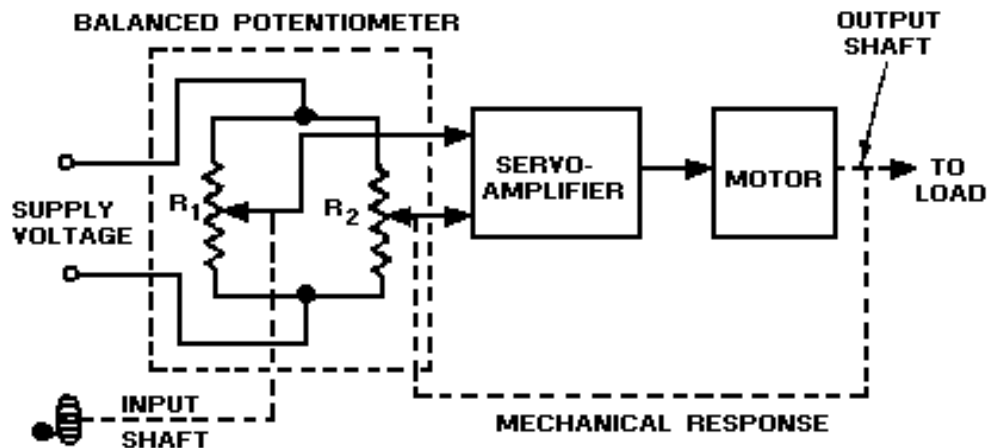 BALANCED POTENTIOMETER
OUTPUT
SHAFT
SERVO-
AMPLIFIER
MOTOR
TO
LOAD
R1
R2
SUPPLY
VOLTAGE
INPUT
SHAFT
MECHANICAL RESPONSE